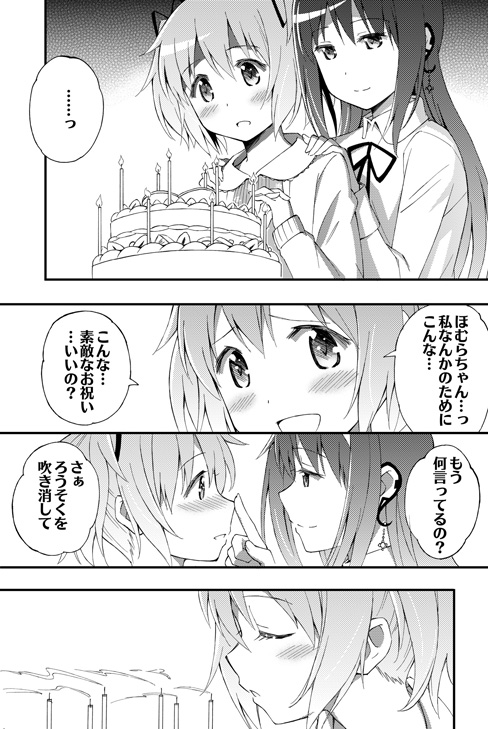 ……っ
ほむらちゃん…っ
私なんかのために
こんな…
こんな…
素敵なお祝い
…いいの？
もう
何言ってるの？
さぁ
ろうそくを
吹き消して